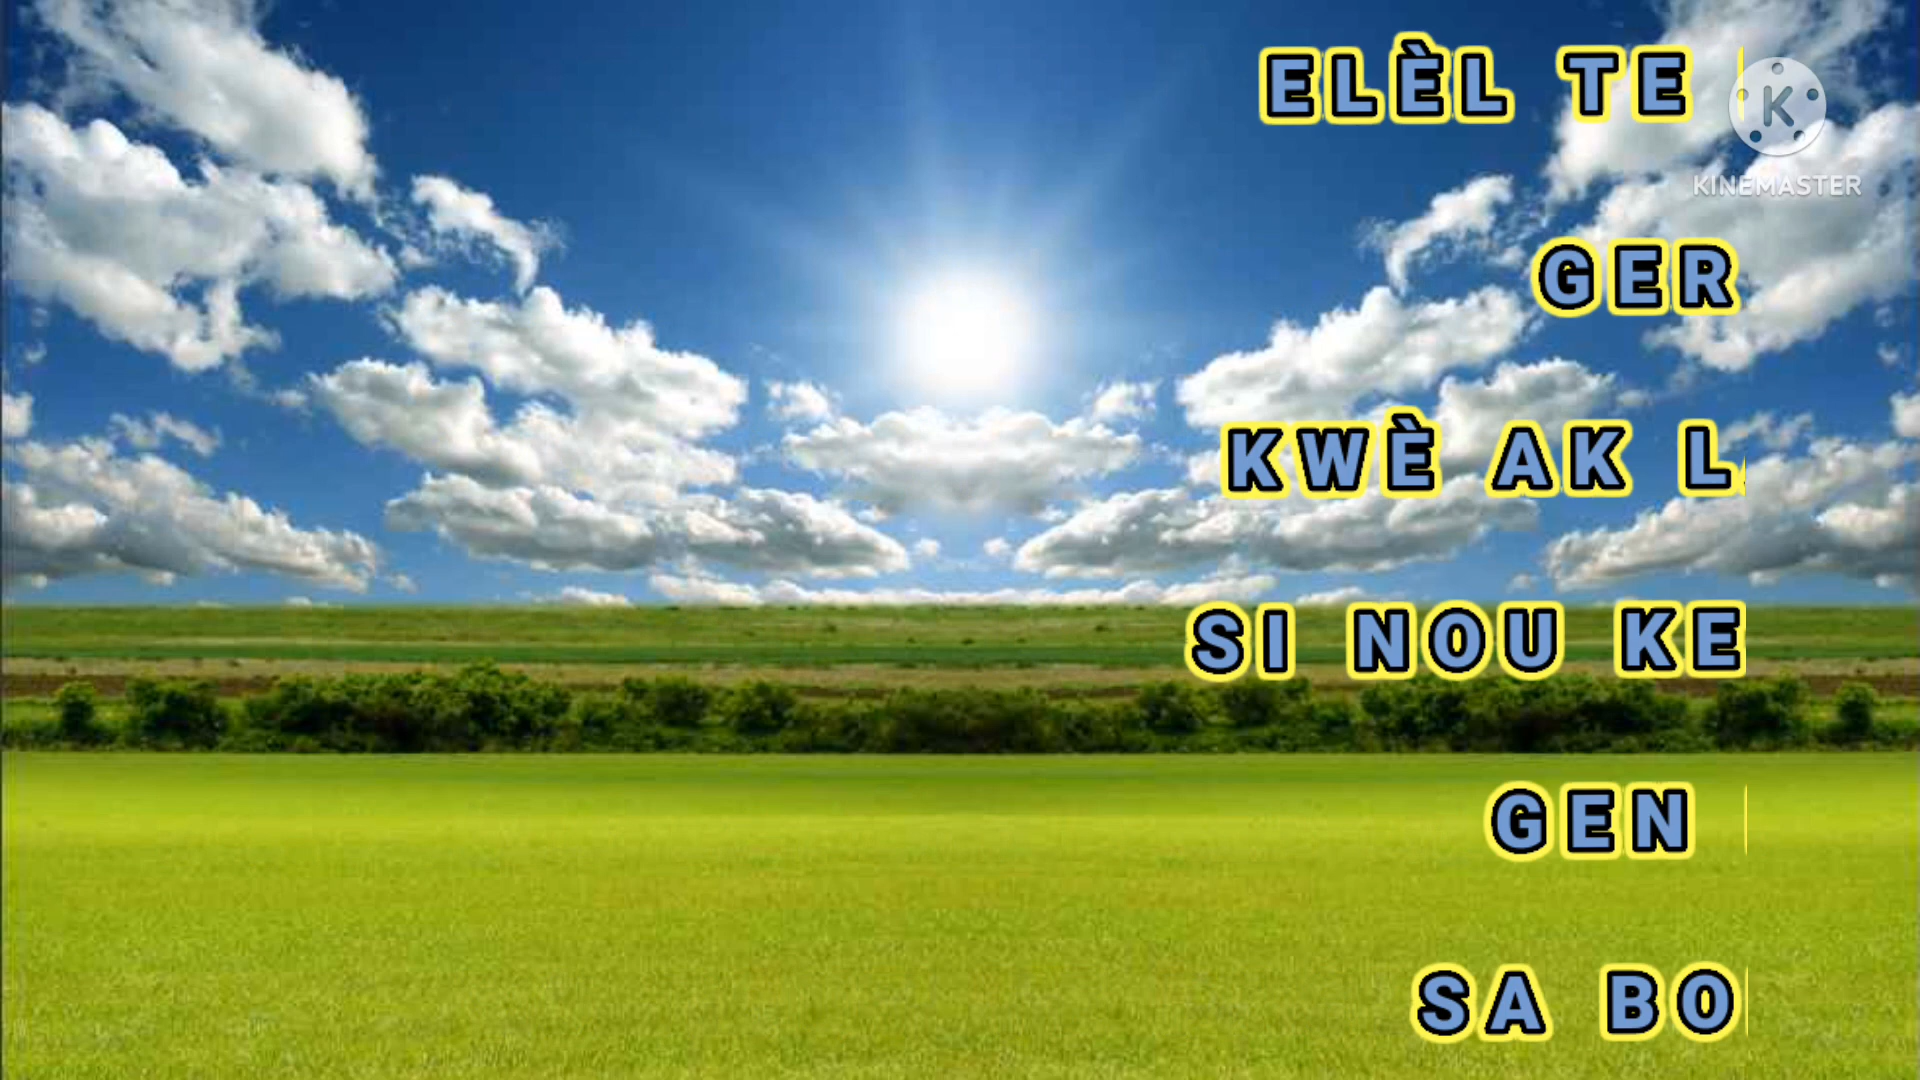 ELÈL TE
KINEMASTER
GER
KWÈ AK L
SI NOU KE
GEN
SA BO